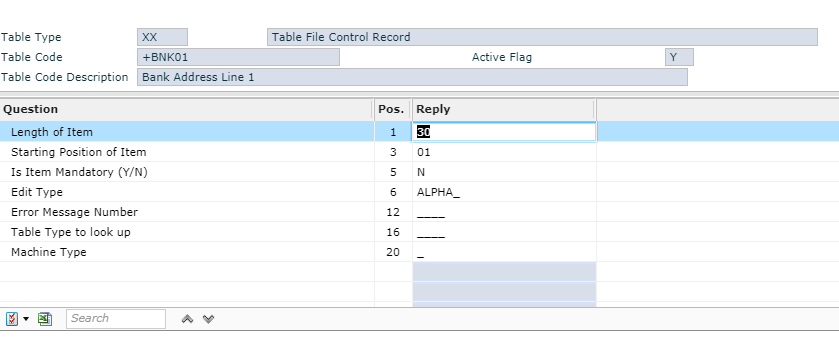 Table Type XX Table File Control Record
Table Code +BNK01 Active Flag Y
Table Code Description Bank Address Line 1
Question Pos. Reply
Length of Item 1 30
Starting Position of Item 3 01
Is Item Mandatory (Y/N) 5 N
Edit Type 6 ALPHA_
Error Message Number 12 ____
Table Type to look up 16 ____
Machine Type 20 _
Search